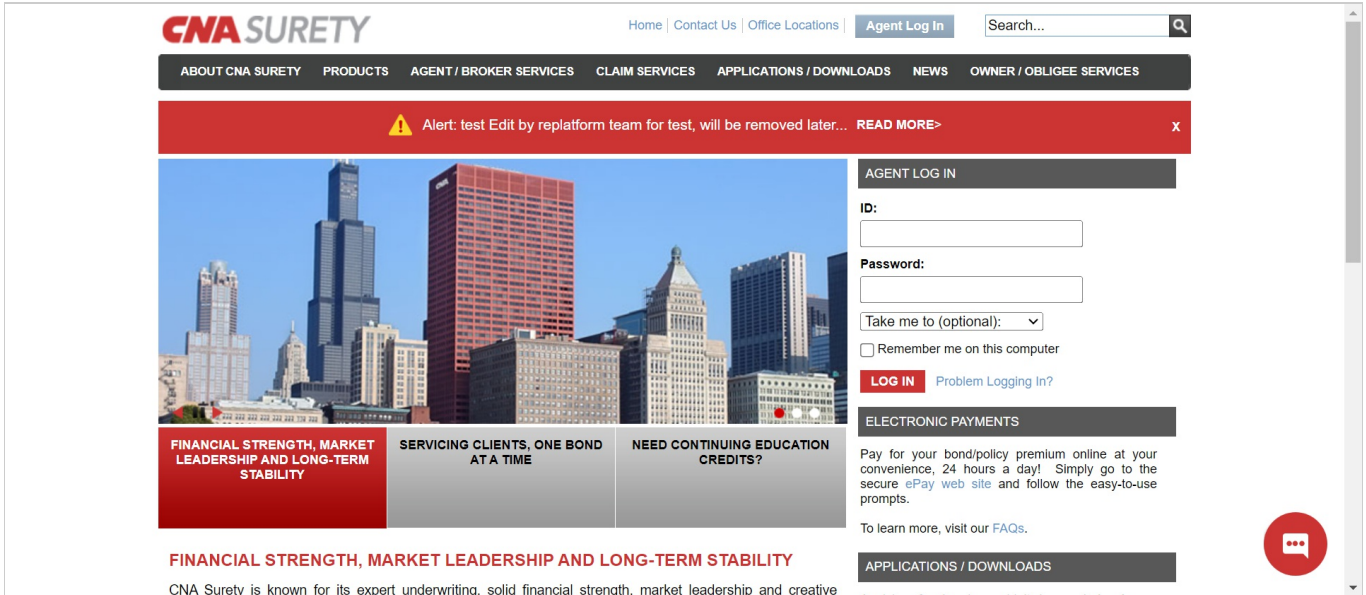 CNA SURETY
Home
Contact Us
Office Locations
Agent Log In
Search...
ABOUT CNA SURETY
PRODUCTS
AGENT / BROKER SERVICES
CLAIM SERVICES
APPLICATIONS / DOWNLOADS
NEWS
OWNER / OBLIGEE SERVICES
Alert: test Edit by replatform team for test, will be removed later... READ MORE>
X
CNA
FINANCIAL STRENGTH, MARKET
LEADERSHIP AND LONG-TERM
STABILITY
SERVICING CLIENTS, ONE BOND
AT A TIME
NEED CONTINUING EDUCATION
CREDITS?
FINANCIAL STRENGTH, MARKET LEADERSHIP AND LONG-TERM STABILITY
CNA Surety is known for its expert underwriting, solid financial strength, market leadership and creative
AGENT LOG IN
ID:
Password:
Take me to (optional):
Remember me on this computer
LOG IN
Problem Logging In?
ELECTRONIC PAYMENTS
Pay for your bond/policy premium online at your
convenience, 24 hours a day! Simply go to the
secure ePay web site and follow the easy-to-use
prompts.
To learn more, visit our FAQs.
APPLICATIONS / DOWNLOADS